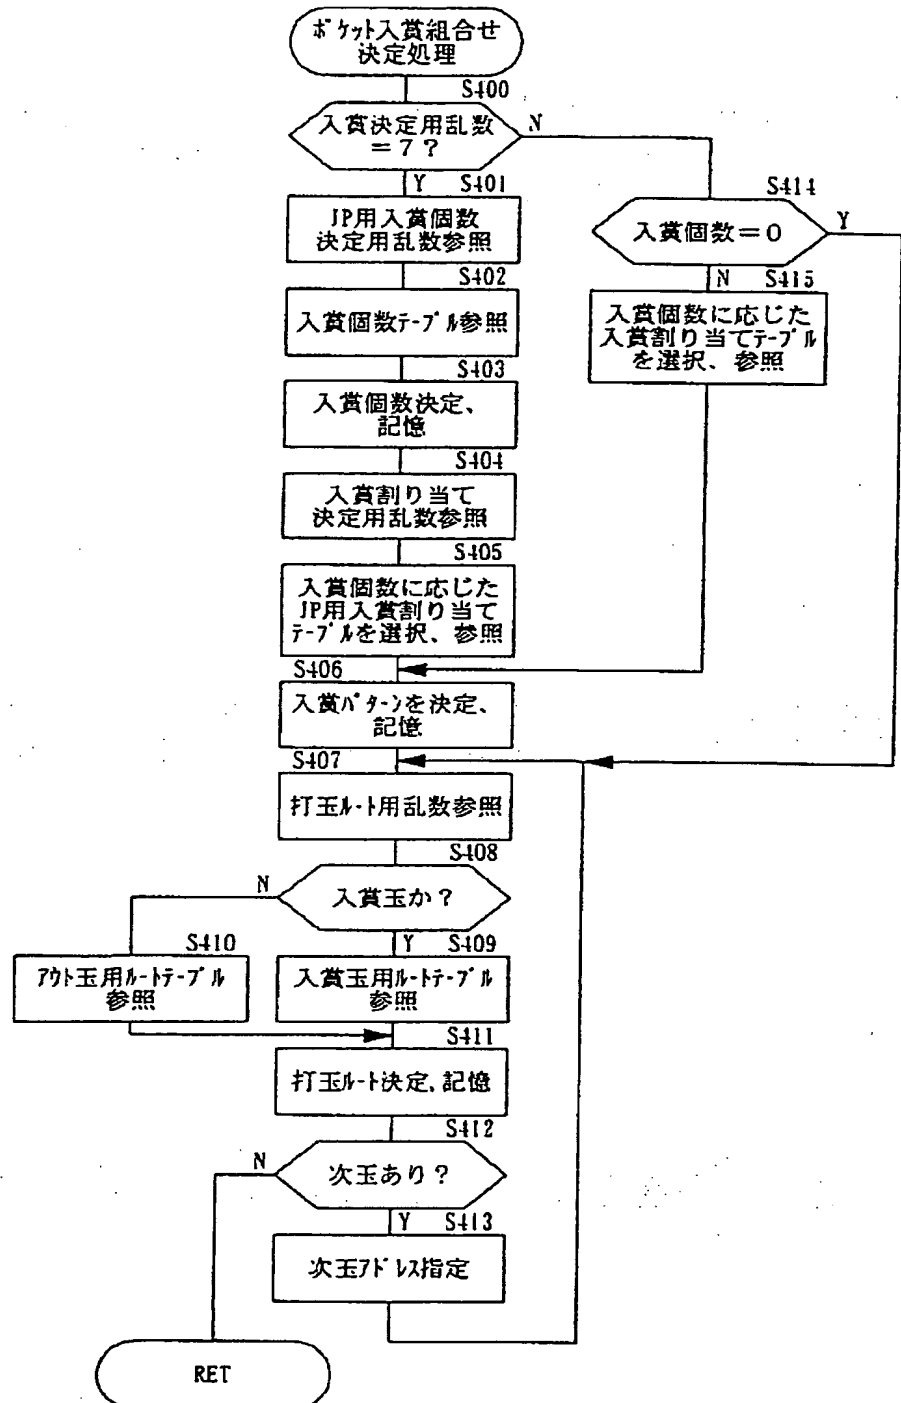 ポケット入賞組合せ
決定処理
S400
入賞決定用乱数
=7?
N
Y
S401
JP用入賞個数
決定用乱数参照
S402
入賞個数テーブル参照
S403
入賞個数決定、
記憶
S404
入賞割り当て
決定用乱数参照
S405
入賞個数に応じた
JP用入賞割り当て
テーブルを選択、参照
S414
入賞個数=0
Y
N
S415
入賞個数に応じた
入賞割り当てテーブル
を選択、参照
S406
入賞パターンを決定、
記憶
S407
打玉ルート用乱数参照
S408
入賞玉か?
N
Y
S410
アウト玉用ルートテーブル
参照
S409
入賞玉用ルートテーブル
参照
S411
打玉ルート決定、記憶
S412
次玉あり?
N
Y
S413
次玉アドレス指定
RET